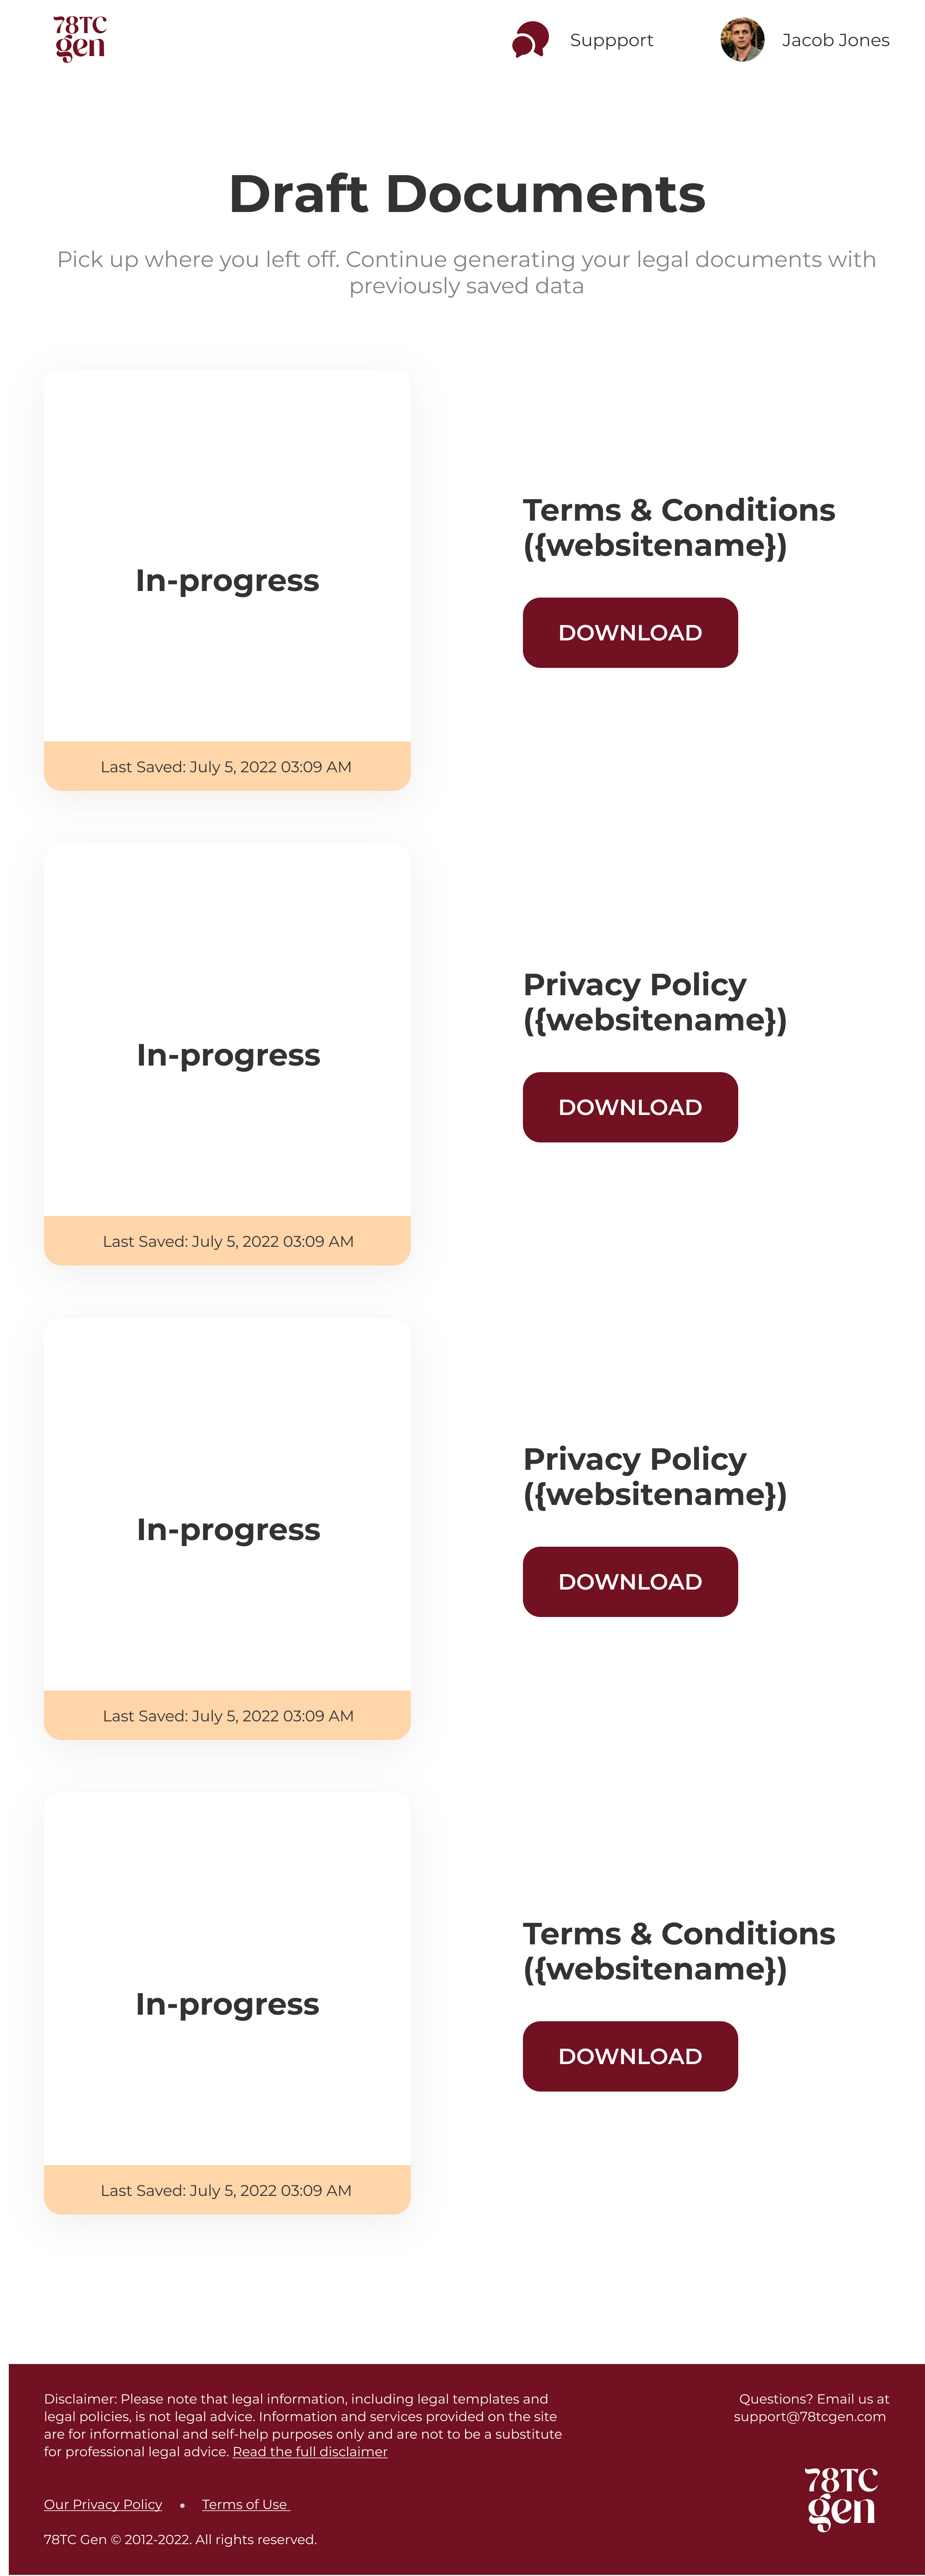 78TC
gen
Suppport
Jacob Jones
Draft Documents
Pick up where you left off. Continue generating your legal documents with
previously saved data
In-progress
Last Saved: July 5, 2022 03:09 AM
Terms & Conditions
({websitename})
DOWNLOAD
In-progress
Last Saved: July 5, 2022 03:09 AM
Privacy Policy
({websitename})
DOWNLOAD
In-progress
Last Saved: July 5, 2022 03:09 AM
Privacy Policy
({websitename})
DOWNLOAD
In-progress
Last Saved: July 5, 2022 03:09 AM
Terms & Conditions
({websitename})
DOWNLOAD
Disclaimer: Please note that legal information, including legal templates and
legal policies, is not legal advice. Information and services provided on the site
are for informational and self-help purposes only and are not to be a substitute
for professional legal advice. Read the full disclaimer
Our Privacy Policy • Terms of Use
78TC Gen © 2012-2022. All rights reserved.
Questions? Email us at
support@78tcgen.com
78TC
gen